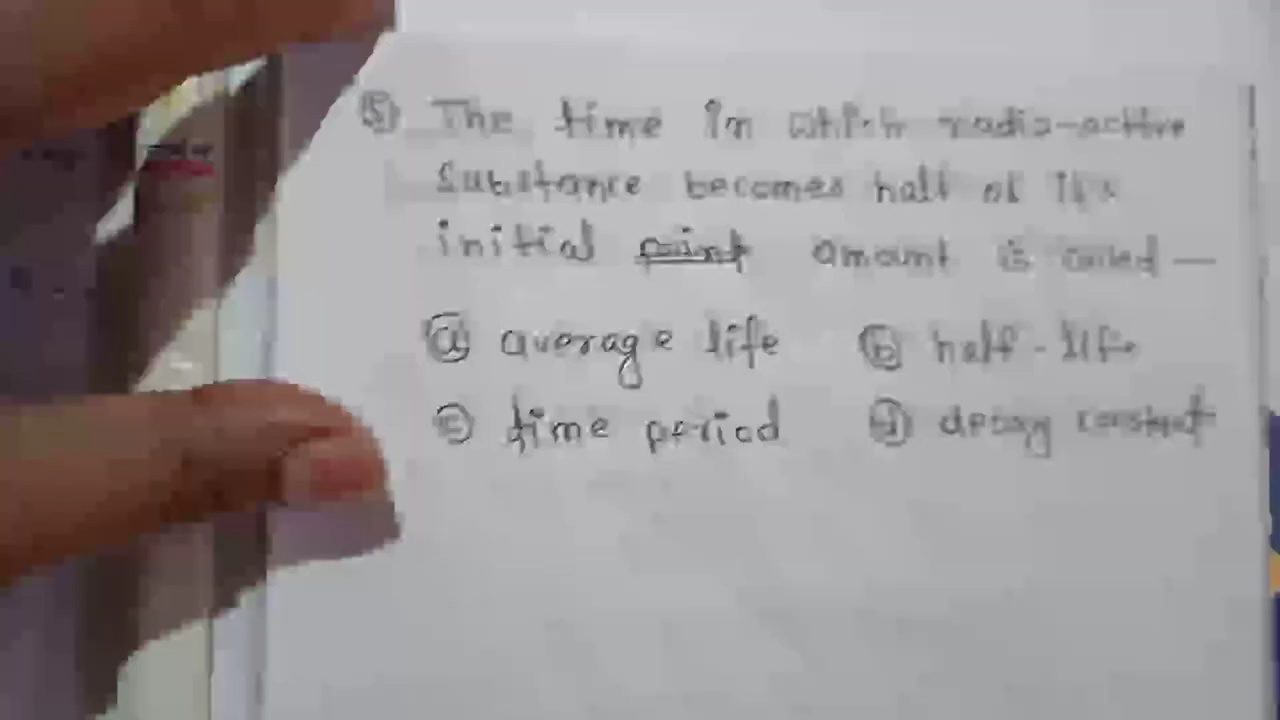 ⑤ The time in which radio-active
substance becomes half of its
initial point amount is called —
ⓐ average life ⓑ half-life
ⓒ time period ⓓ decay constant